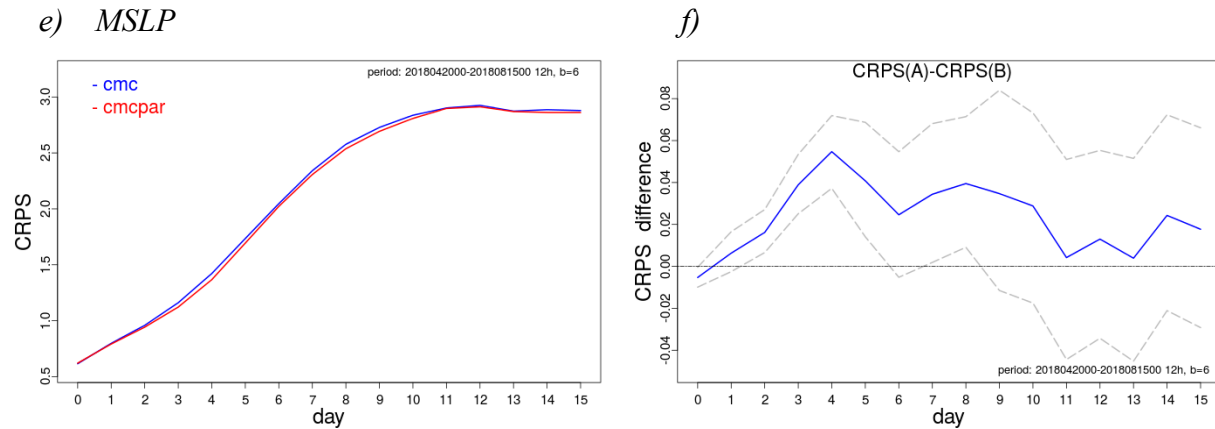 e) MSLP
period: 2018042000-2018081500 12h, b=6
- cmc
- cmcpar
CRPS
3.0
2.5
2.0
1.5
1.0
0.5
0 1 2 3 4 5 6 7 8 9 10 11 12 13 14 15
day
f)
CRPS(A)-CRPS(B)
CRPS difference
0.08
0.06
0.04
0.02
0.00
-0.02
-0.04
period: 2018042000-2018081500 12h, b=6
0 1 2 3 4 5 6 7 8 9 10 11 12 13 14 15
day